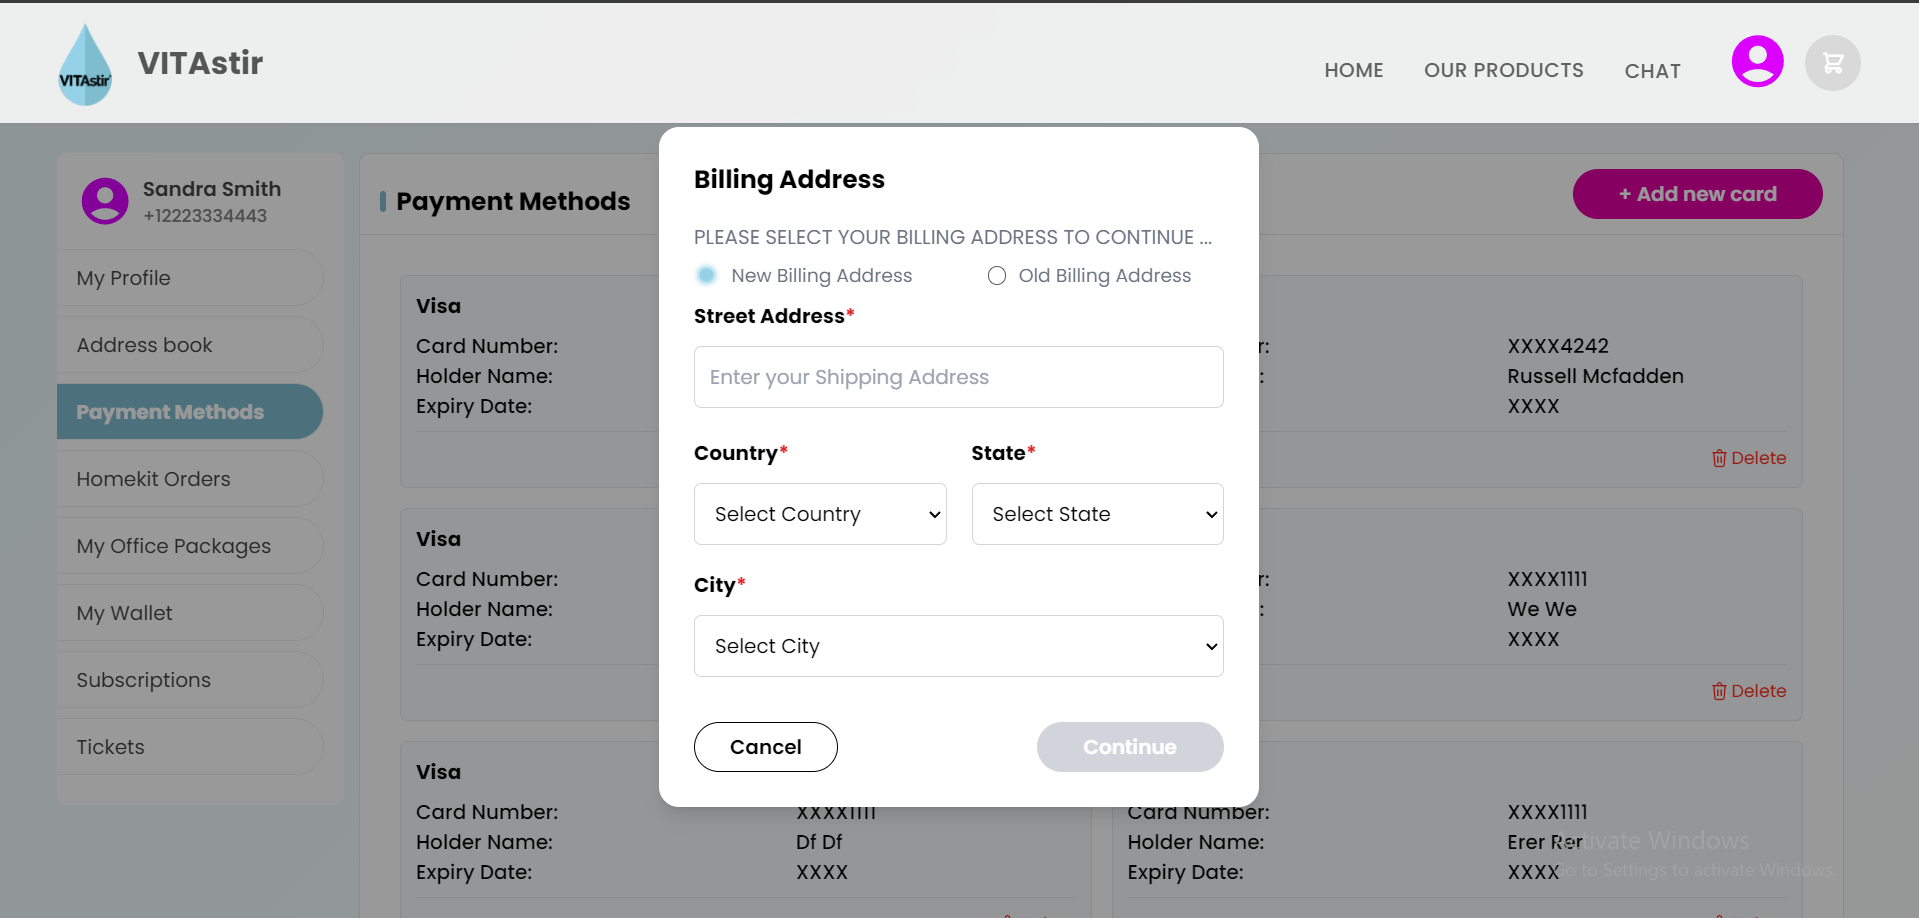 VITAstir
VITAstir
HOME
OUR PRODUCTS
CHAT
Sandra Smith
+12223334443
My Profile
Address book
Payment Methods
Homekit Orders
My Office Packages
My Wallet
Subscriptions
Tickets
Payment Methods
+ Add new card
Visa
Card Number:
Holder Name:
Expiry Date:
r: XXXX4242
: Russell Mcfadden
XXXX
Delete
Visa
Card Number:
Holder Name:
Expiry Date:
r: XXXX1111
: We We
XXXX
Delete
Visa
Card Number: XXXX1111
Holder Name: Df Df
Expiry Date: XXXX
Card Number: XXXX1111
Holder Name: Erer Rer
Expiry Date: XXXX
Billing Address
PLEASE SELECT YOUR BILLING ADDRESS TO CONTINUE ...
New Billing Address
Old Billing Address
Street Address*
Enter your Shipping Address
Country*
State*
Select Country
Select State
City*
Select City
Cancel
Continue
Activate Windows
Go to Settings to activate Windows.